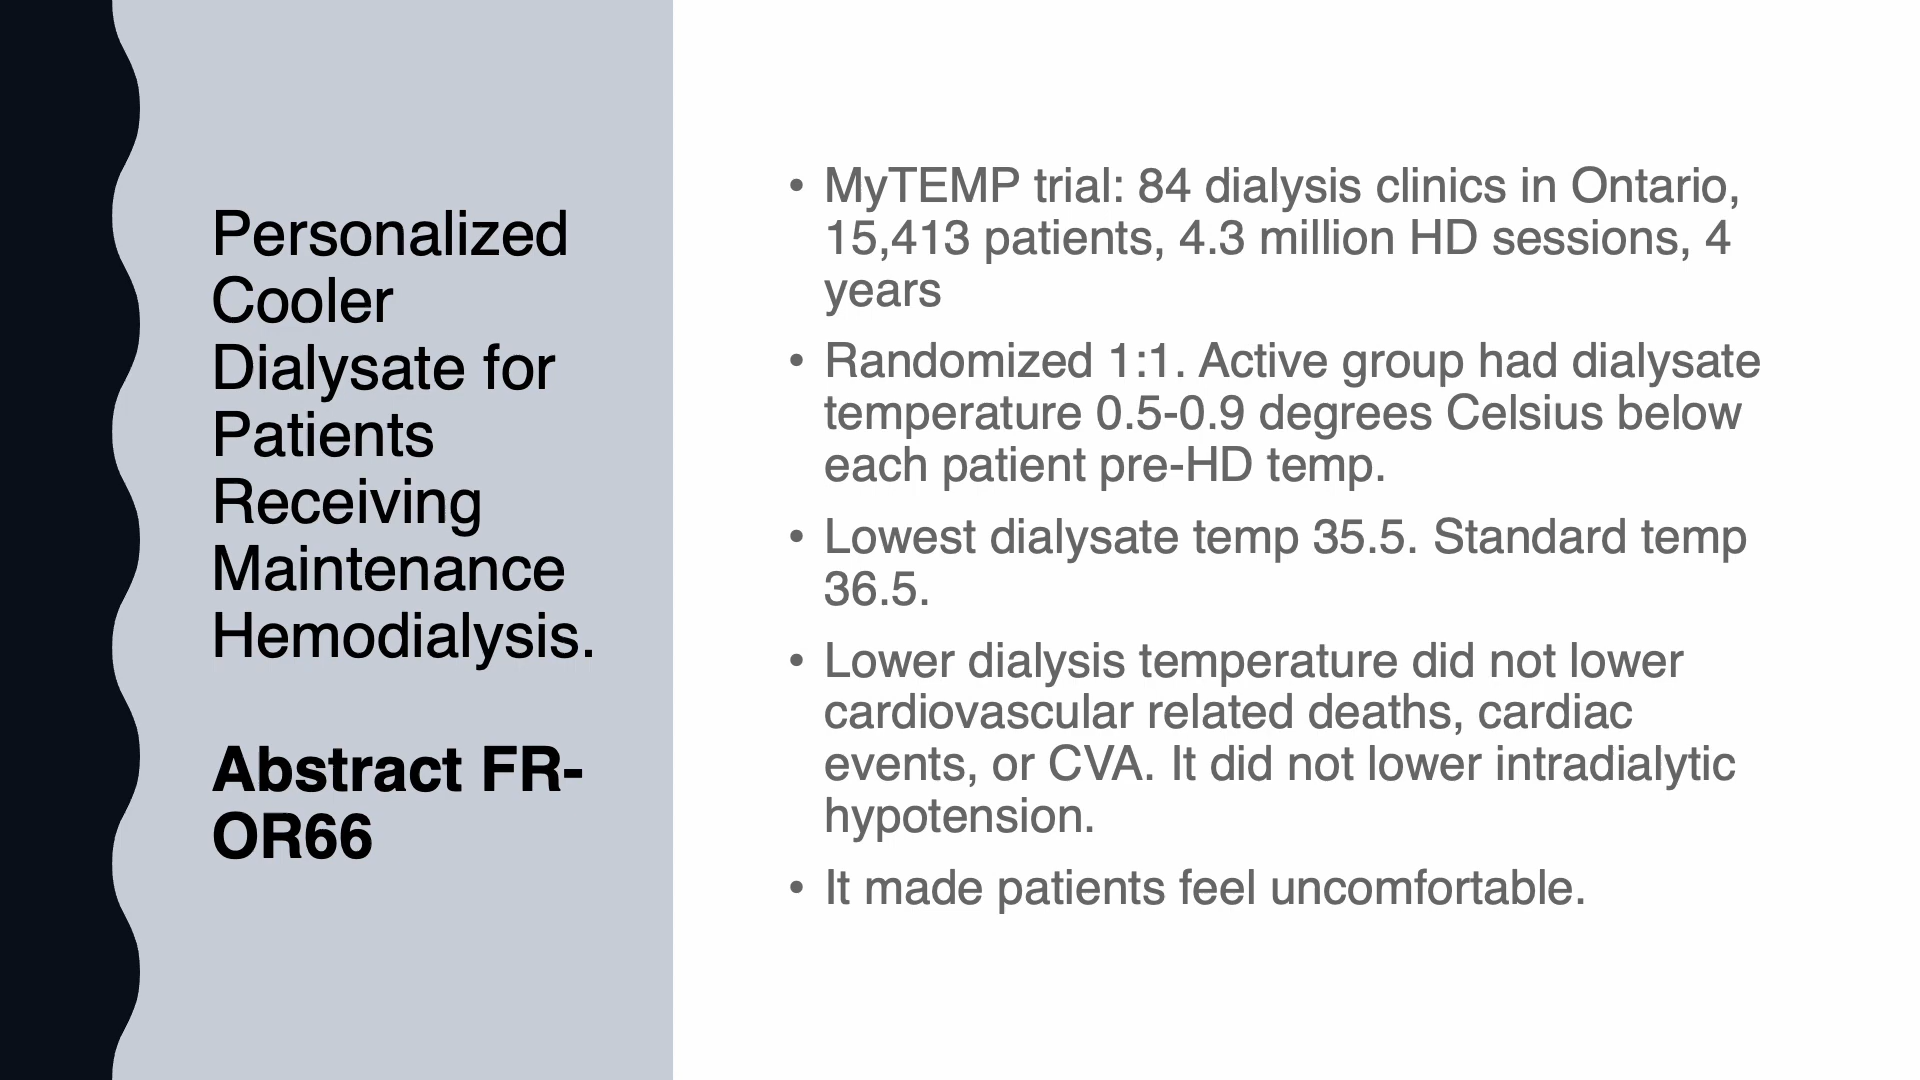 Personalized
Cooler
Dialysate for
Patients
Receiving
Maintenance
Hemodialysis.
Abstract FR-
OR66
• MyTEMP trial: 84 dialysis clinics in Ontario,
15,413 patients, 4.3 million HD sessions, 4
years
• Randomized 1:1. Active group had dialysate
temperature 0.5-0.9 degrees Celsius below
each patient pre-HD temp.
• Lowest dialysate temp 35.5. Standard temp
36.5.
• Lower dialysis temperature did not lower
cardiovascular related deaths, cardiac
events, or CVA. It did not lower intradialytic
hypotension.
• It made patients feel uncomfortable.